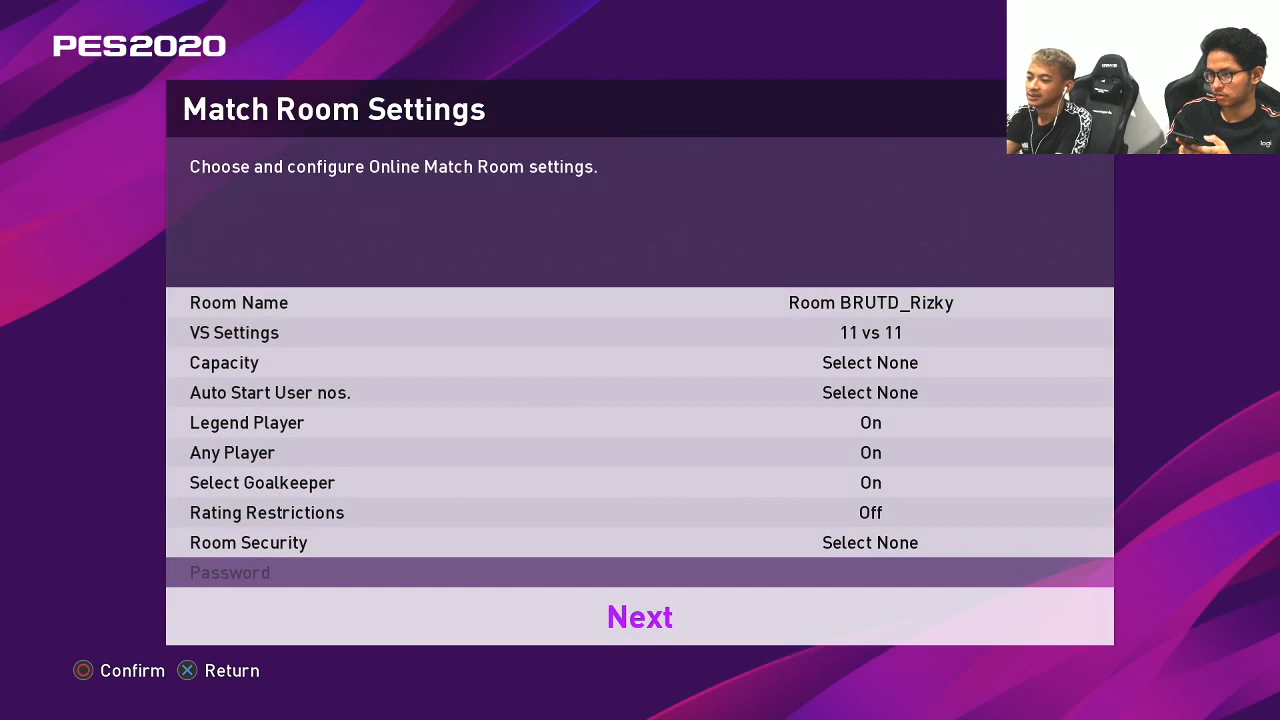 PES2020
Match Room Settings
Choose and configure Online Match Room settings.
Room Name Room BRUTD_Rizky
VS Settings 11 vs 11
Capacity Select None
Auto Start User nos. Select None
Legend Player On
Any Player On
Select Goalkeeper On
Rating Restrictions Off
Room Security Select None
Password
Next
Confirm Return
logi